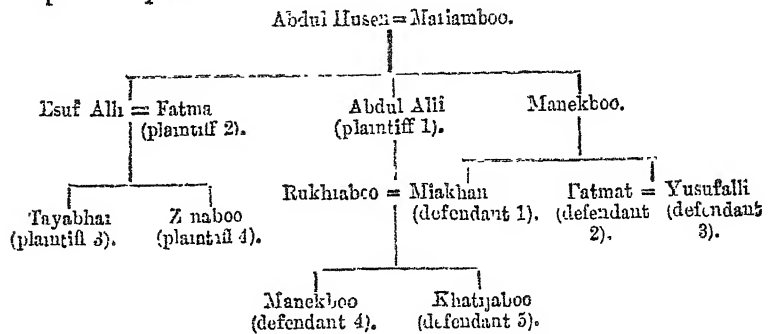 Abdul Husen = Mariamboo.
Esuf Alli = Fatma Abdul Alli Manekboo.
(plaintiff 2). (plaintiff 1).
Rukhiaboo = Miakhan Fatmat = Yusufalli
Tayabhai Z naboo (defendant 1). (defendant (defendant
(plaintiff 3). (plaintiff 4). 2). 3).
Manekboo Khatijaboo
(defendant 4). (defendant 5).